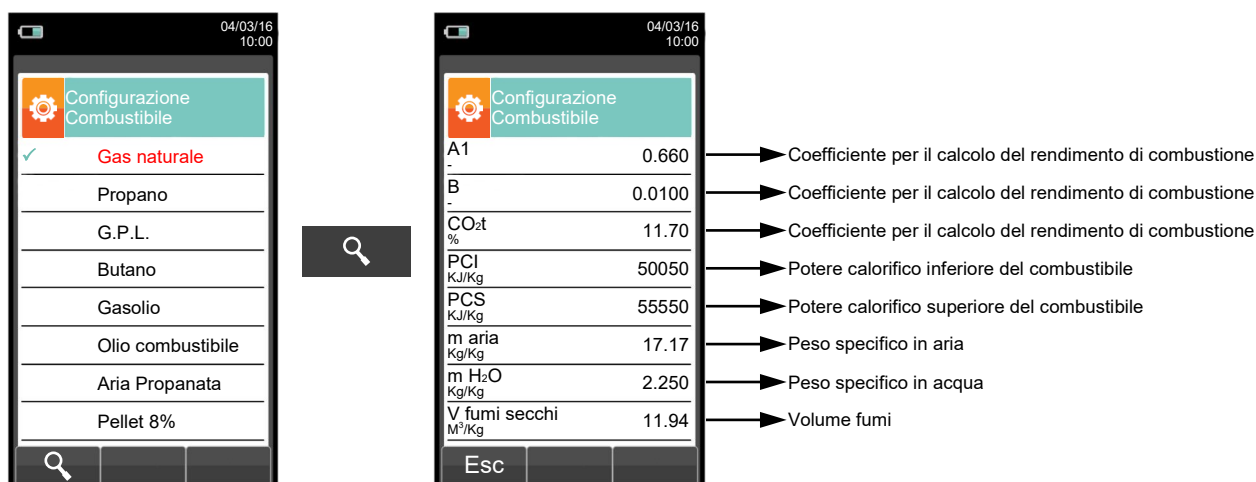 04/03/16
10:00
Configurazione
Combustibile
✓ Gas naturale
Propano
G.P.L.
Butano
Gasolio
Olio combustibile
Aria Propanata
Pellet 8%
04/03/16
10:00
Configurazione
Combustibile
A1
-
0.660 Coefficiente per il calcolo del rendimento di combustione
B
-
0.0100 Coefficiente per il calcolo del rendimento di combustione
CO₂t
%
11.70 Coefficiente per il calcolo del rendimento di combustione
PCI
KJ/Kg
50050 Potere calorifico inferiore del combustibile
PCS
KJ/Kg
55550 Potere calorifico superiore del combustibile
m aria
Kg/Kg
17.17 Peso specifico in aria
m H₂O
Kg/Kg
2.250 Peso specifico in acqua
V fumi secchi
M³/Kg
11.94 Volume fumi
Esc